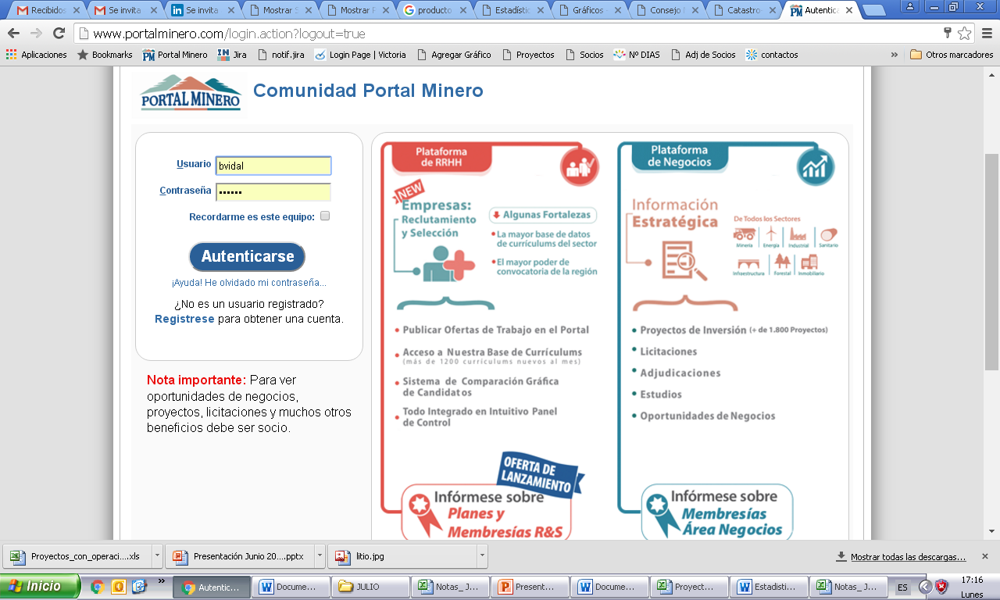 Recibidos
Se invita
Se invita
Mostrar S
Mostrar P
producto
Estadistic
Gráficos -
Consejo
Catastro
PM Autentica
www.portalminero.com/login.action?logout=true
Aplicaciones
Bookmarks
PM Portal Minero
IN Jira
notif.jira
Login Page | Victoria
Agregar Gráfico
Proyectos
Socios
Nº DIAS
Adj de Socios
contactos
»
Otros marcadores
PORTAL MINERO
Comunidad Portal Minero
Usuario bvidal
Contraseña ••••••
Recordarme es este equipo:
Autenticarse
¡Ayuda! He olvidado mi contraseña...
¿No es un usuario registrado?
Registrese para obtener una cuenta.
Nota importante: Para ver
oportunidades de negocios,
proyectos, licitaciones y muchos otros
beneficios debe ser socio.
Plataforma
de RRHH
NEW
Empresas:
Reclutamiento
y Selección
Algunas Fortalezas
•La mayor base de datos
de currículums del sector
•El mayor poder de
convocatoria de la región
• Publicar Ofertas de Trabajo en el Portal
• Acceso a Nuestra Base de Currículums
(más de 1200 currículums nuevos al mes)
• Sistema de Comparación Gráfica
de Candidatos
• Todo Integrado en Intuitivo Panel
de Control
OFERTA DE
LANZAMIENTO
Infórmese sobre
Planes y
Membresías R&S
Plataforma
de Negocios
Información
Estratégica
De Todos los Sectores
Minería
Energía
Industrial
Sanitario
Infraestructura
Forestal
Inmobiliario
• Proyectos de Inversión (+ de 1.800 Proyectos)
• Licitaciones
• Adjudicaciones
• Estudios
• Oportunidades de Negocios
Infórmese sobre
Membresías
Área Negocios
Proyectos_con_operaci....xls
Presentación Junio 20....pptx
litio.jpg
Mostrar todas las descargas...
Inicio
»
Autentic...
Docume...
JULIO
Notas_ J...
Present...
Docume...
Proyect...
Estadisti...
Notas_ J...
ES
17:16
Lunes